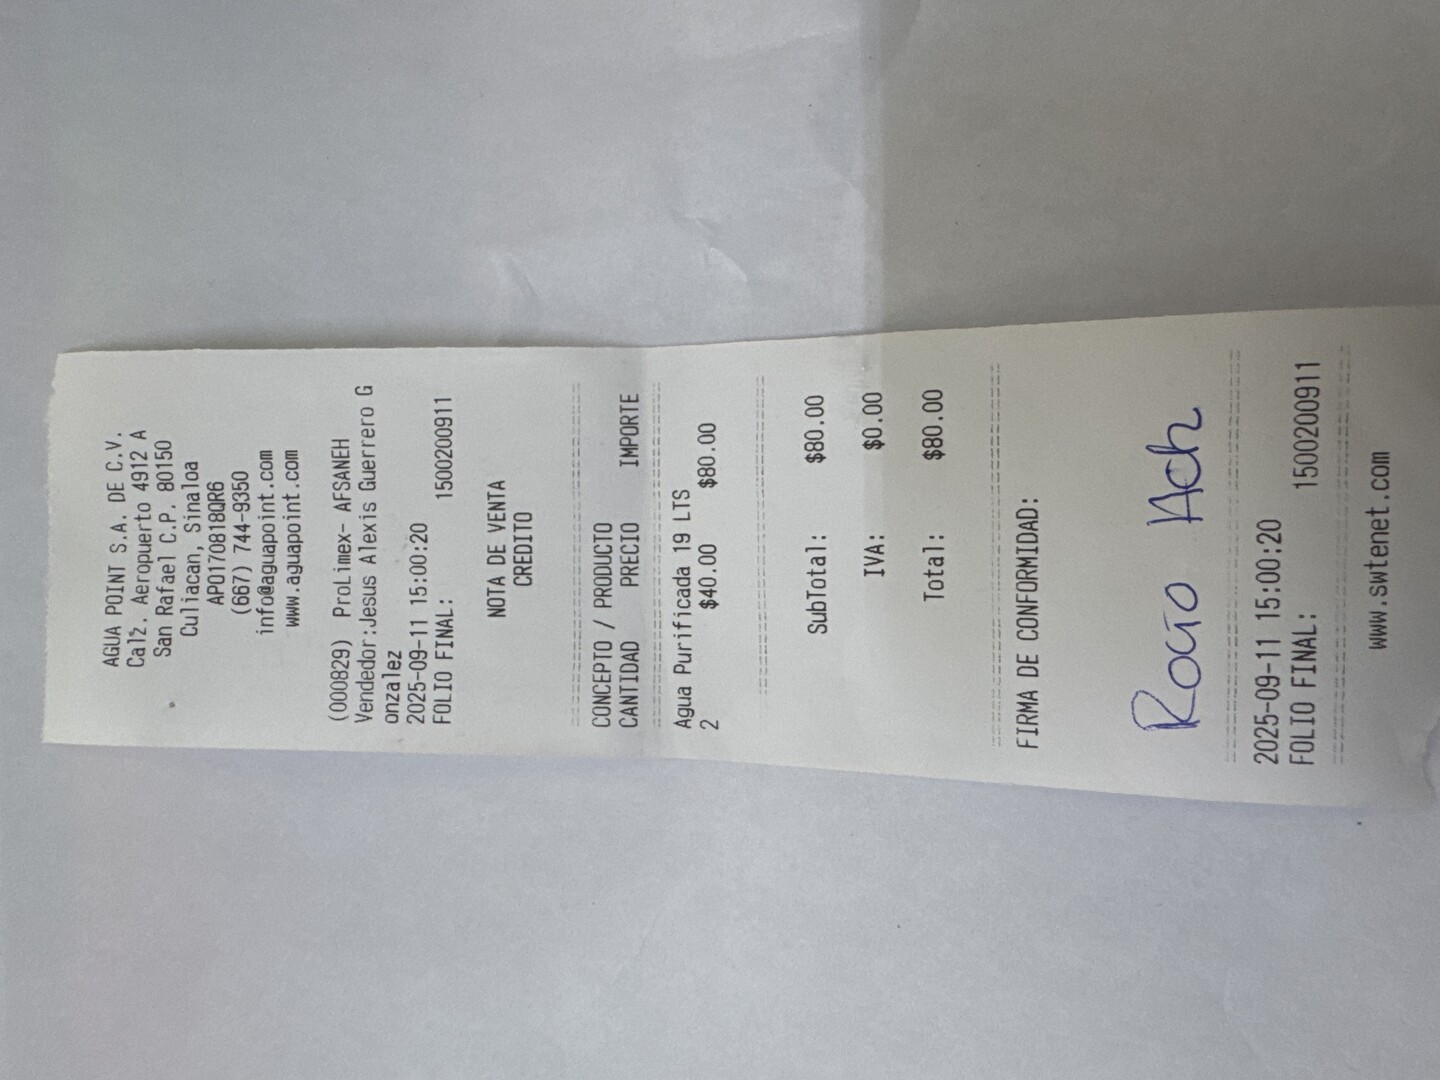 AGUA POINT S.A. DE C.V.
Calz. Aeropuerto 4912 A
San Rafael C.P. 80150
Culiacan, Sinaloa
APO170818QR6
(667) 744-9350
info@aguapoint.com
www.aguapoint.com
(000829) ProLimex- AFSANEH
Vendedor:Jesus Alexis Guerrero G
onzalez
2025-09-11 15:00:20
FOLIO FINAL: 1500200911
NOTA DE VENTA
CREDITO
CONCEPTO / PRODUCTO
CANTIDAD PRECIO IMPORTE
Agua Purificada 19 LTS
2 $40.00 $80.00
SubTotal: $80.00
IVA: $0.00
Total: $80.00
FIRMA DE CONFORMIDAD:
Rocio Ach
2025-09-11 15:00:20
FOLIO FINAL: 1500200911
www.swtenet.com